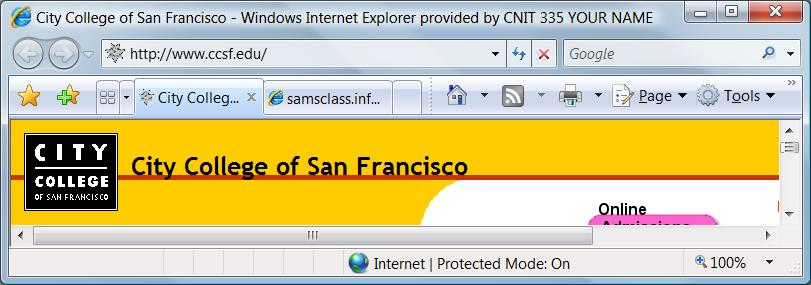 City College of San Francisco - Windows Internet Explorer provided by CNIT 335 YOUR NAME
http://www.ccsf.edu/
Google
City Colleg...
samsclass.inf...
Page
Tools
CITY
COLLEGE
OF SAN FRANCISCO
City College of San Francisco
Online
Admissions
Internet | Protected Mode: On
100%